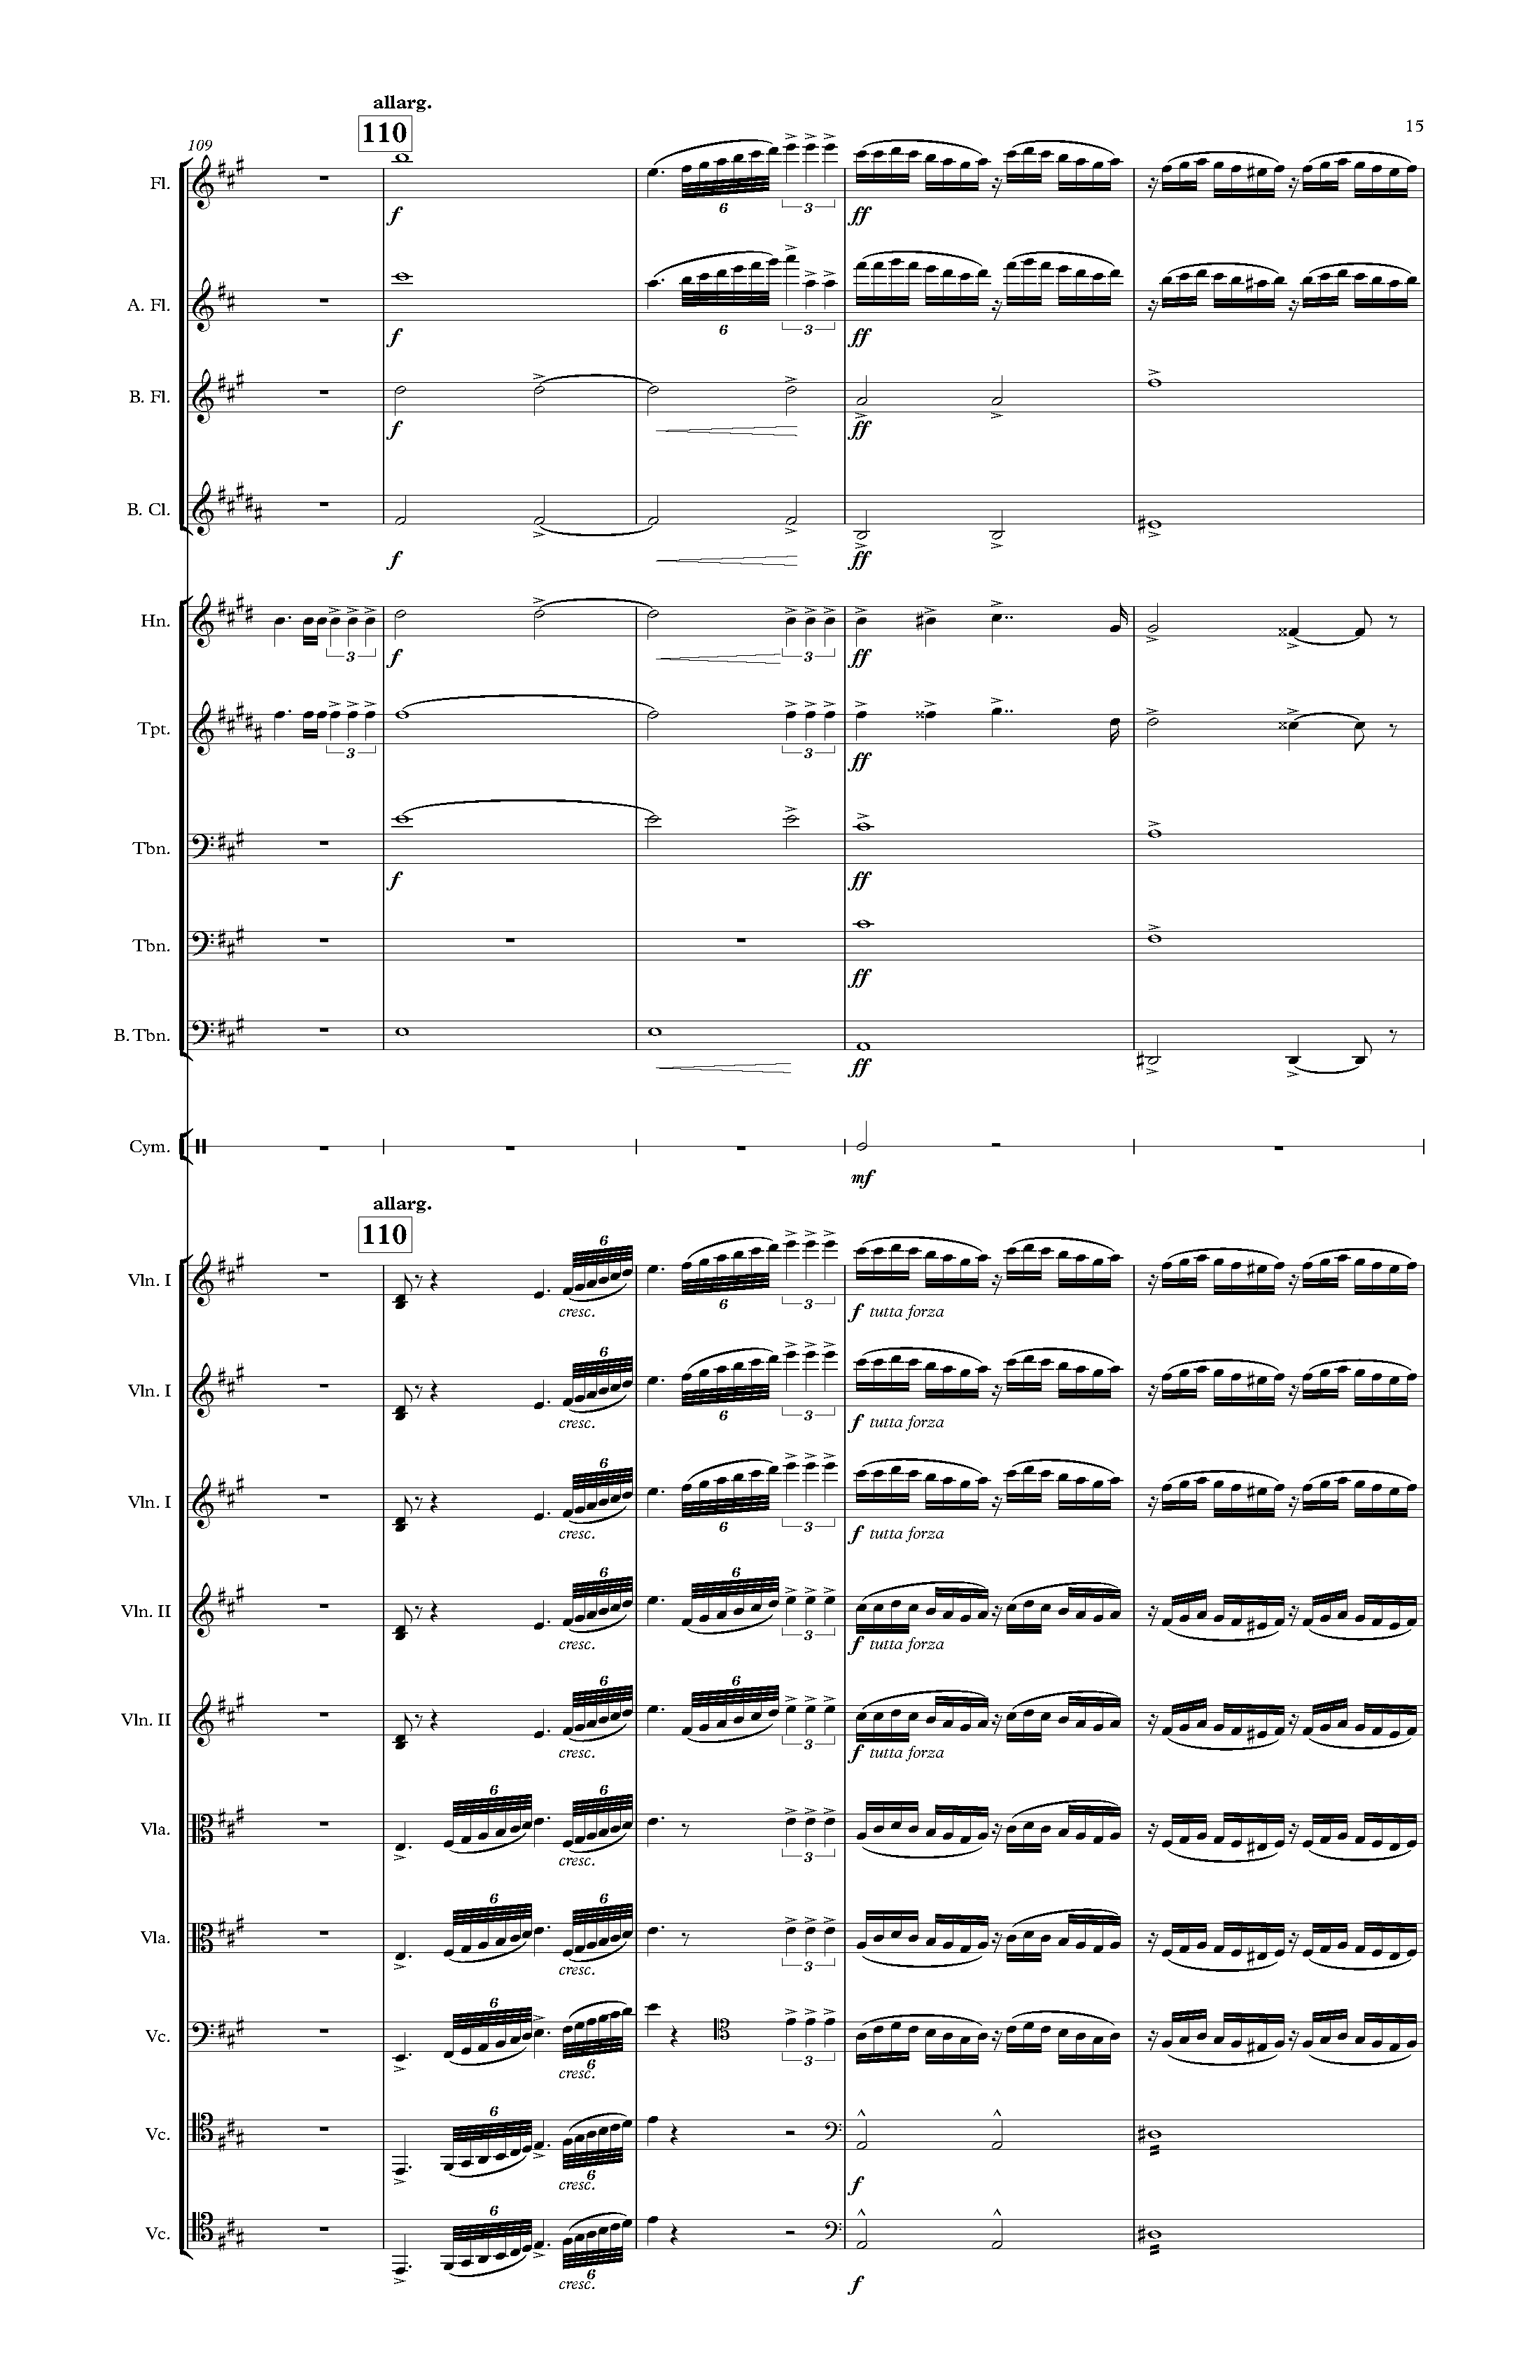 allarg.
110
15
109
Fl.
f
6
3
ff
A. Fl.
f
6
3
ff
B. Fl.
f
ff
B. Cl.
f
ff
Hn.
3
f
3
ff
Tpt.
3
3
ff
Tbn.
f
ff
Tbn.
ff
B. Tbn.
ff
Cym.
mf
allarg.
110
Vln. I
6
cresc.
6
3
f tutta forza
Vln. I
6
cresc.
6
3
f tutta forza
Vln. I
6
cresc.
6
3
f tutta forza
Vln. II
6
cresc.
6
3
f tutta forza
Vln. II
6
cresc.
6
3
f tutta forza
Vla.
6
6
cresc.
3
Vla.
6
6
cresc.
3
Vc.
6
6
cresc.
3
Vc.
6
6
cresc.
f
Vc.
6
6
cresc.
f